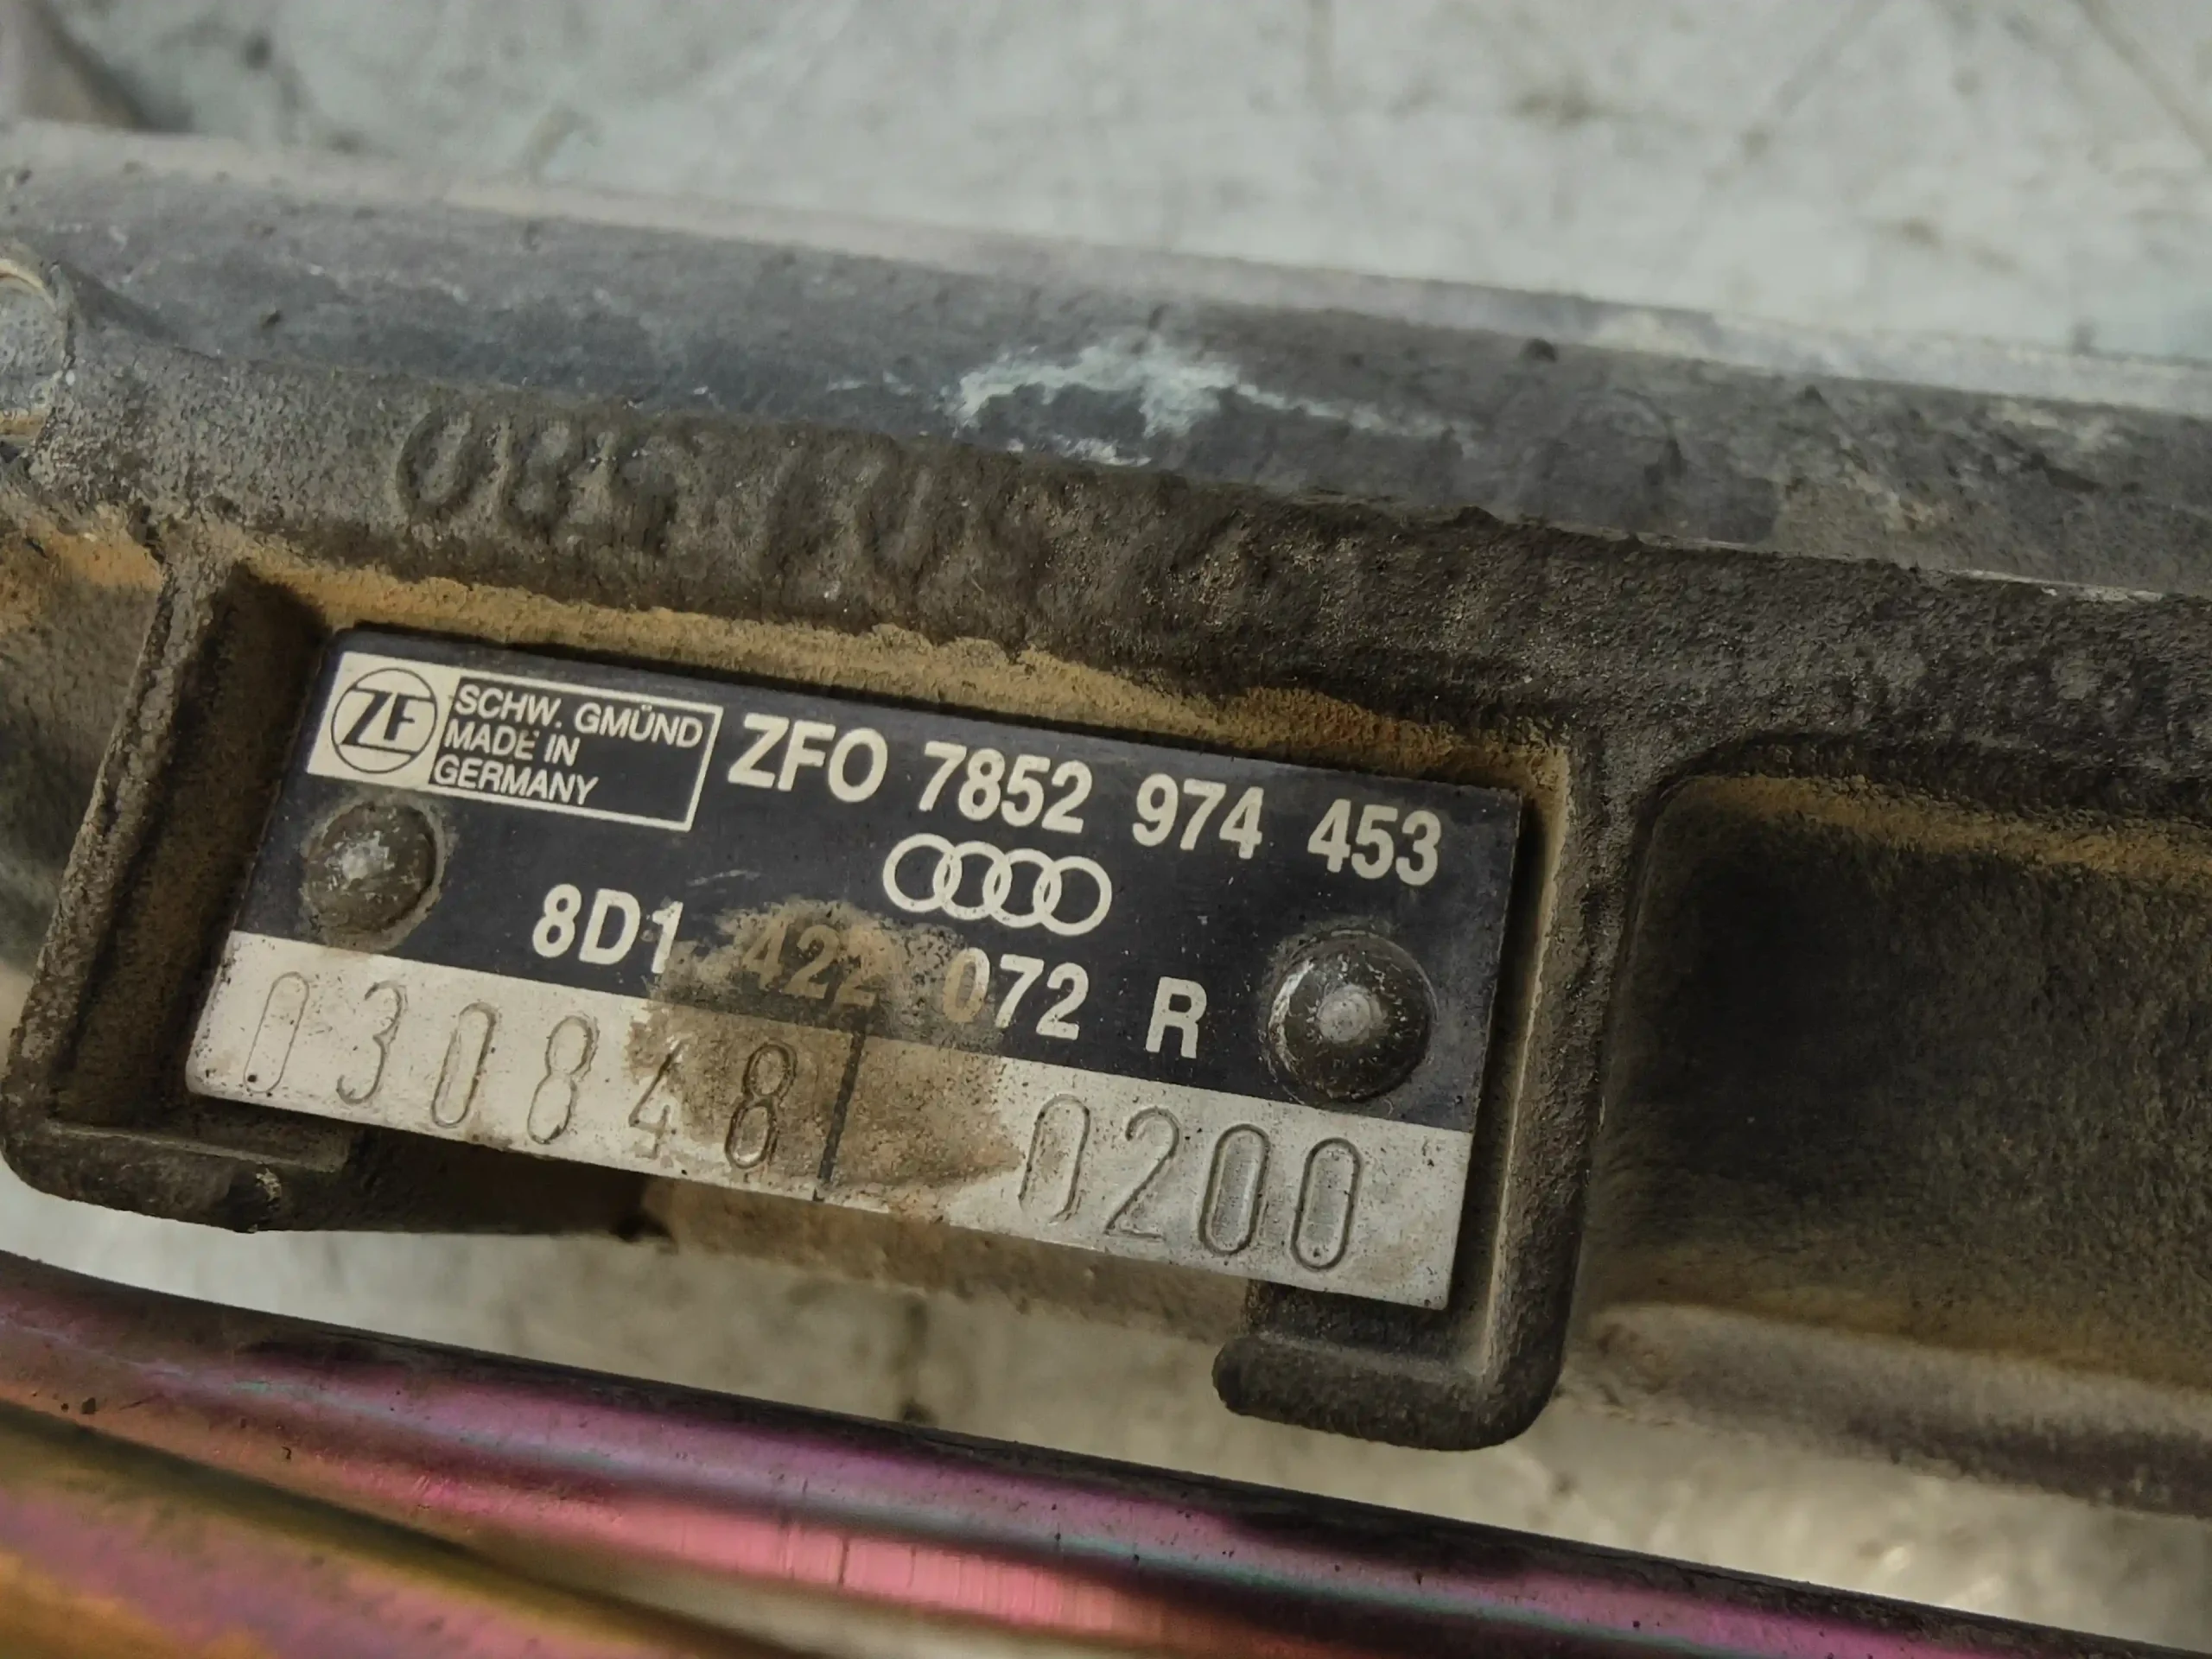 ZF
SCHW. GMÜND
MADE IN
GERMANY
ZFO 7852 974 453
8D1 422 072 R
030848 0200